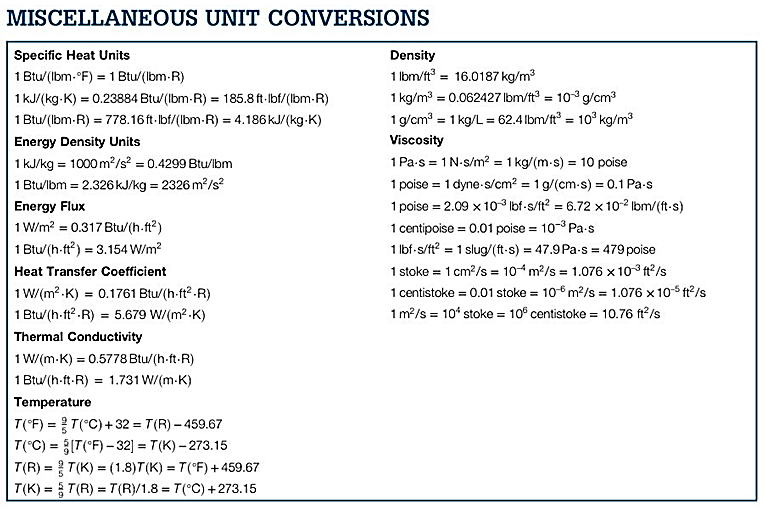 MISCELLANEOUS UNIT CONVERSIONS
Specific Heat Units
1 Btu/(lbm·°F) = 1 Btu/(lbm·R)
1 kJ/(kg·K) = 0.23884 Btu/(lbm·R) = 185.8 ft·lbf/(lbm·R)
1 Btu/(lbm·R) = 778.16 ft·lbf/(lbm·R) = 4.186 kJ/(kg·K)
Energy Density Units
1 kJ/kg = 1000 m²/s² = 0.4299 Btu/lbm
1 Btu/lbm = 2.326 kJ/kg = 2326 m²/s²
Energy Flux
1 W/m² = 0.317 Btu/(h·ft²)
1 Btu/(h·ft²) = 3.154 W/m²
Heat Transfer Coefficient
1 W/(m²·K) = 0.1761 Btu/(h·ft²·R)
1 Btu/(h·ft²·R) = 5.679 W/(m²·K)
Thermal Conductivity
1 W/(m·K) = 0.5778 Btu/(h·ft·R)
1 Btu/(h·ft·R) = 1.731 W/(m·K)
Temperature
T(°F) = 9/5 T(°C) + 32 = T(R) − 459.67
T(°C) = 5/9 [T(°F) − 32] = T(K) − 273.15
T(R) = 9/5 T(K) = (1.8)T(K) = T(°F) + 459.67
T(K) = 5/9 T(R) = T(R)/1.8 = T(°C) + 273.15
Density
1 lbm/ft³ = 16.0187 kg/m³
1 kg/m³ = 0.062427 lbm/ft³ = 10⁻³ g/cm³
1 g/cm³ = 1 kg/L = 62.4 lbm/ft³ = 10³ kg/m³
Viscosity
1 Pa·s = 1 N·s/m² = 1 kg/(m·s) = 10 poise
1 poise = 1 dyne·s/cm² = 1 g/(cm·s) = 0.1 Pa·s
1 poise = 2.09 × 10⁻³ lbf·s/ft² = 6.72 × 10⁻² lbm/(ft·s)
1 centipoise = 0.01 poise = 10⁻³ Pa·s
1 lbf·s/ft² = 1 slug/(ft·s) = 47.9 Pa·s = 479 poise
1 stoke = 1 cm²/s = 10⁻⁴ m²/s = 1.076 × 10⁻³ ft²/s
1 centistoke = 0.01 stoke = 10⁻⁶ m²/s = 1.076 × 10⁻⁵ ft²/s
1 m²/s = 10⁴ stoke = 10⁶ centistoke = 10.76 ft²/s